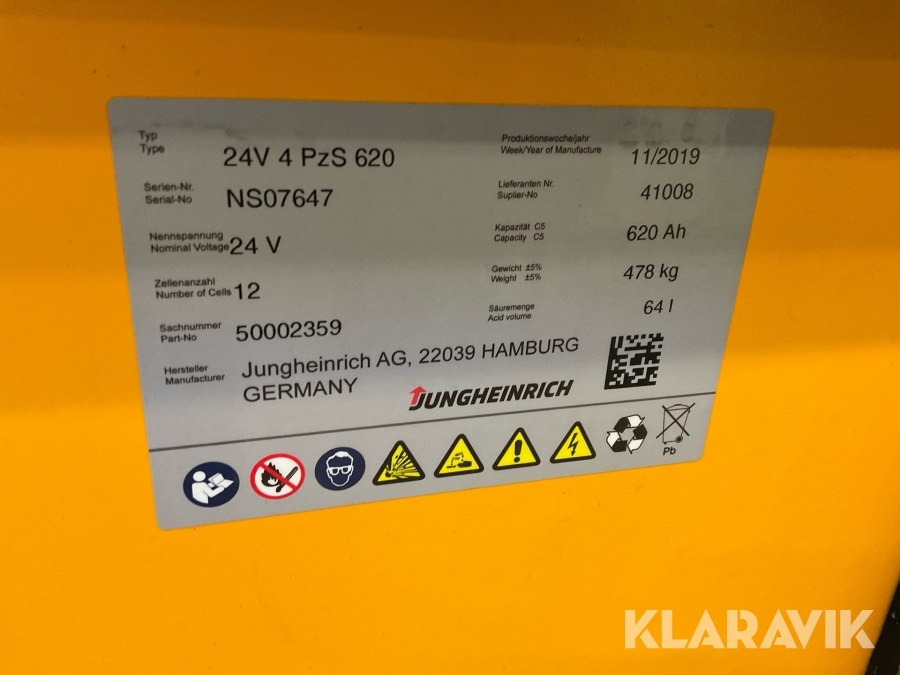 Typ
Type
24V 4 PzS 620
Serien-Nr.
Serial-No
NS07647
Nennspannung
Nominal Voltage
24 V
Zellenanzahl
Number of Cells
12
Sachnummer
Part-No
50002359
Hersteller
Manufacturer
Jungheinrich AG, 22039 HAMBURG
GERMANY
Produktionswoche/jahr
Week/Year of Manufacture
11/2019
Lieferanten Nr.
Suplier-No
41008
Kapazität C5
Capacity C5
620 Ah
Gewicht ±5%
Weight ±5%
478 kg
Säuremenge
Acid volume
64 l
JUNGHEINRICH
Pb
KLARAVIK